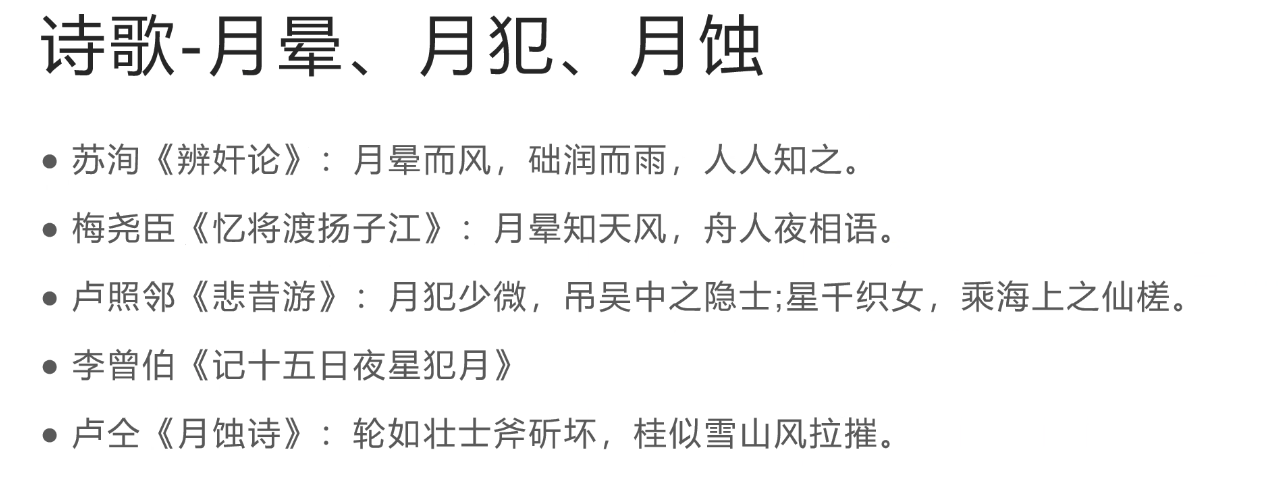 诗歌-月晕、月犯、月蚀
● 苏洵《辨奸论》：月晕而风，础润而雨，人人知之。
● 梅尧臣《忆将渡扬子江》：月晕知天风，舟人夜相语。
● 卢照邻《悲昔游》：月犯少微，吊吴中之隐士;星千织女，乘海上之仙槎。
● 李曾伯《记十五日夜星犯月》
● 卢仝《月蚀诗》：轮如壮士斧斫坏，桂似雪山风拉摧。